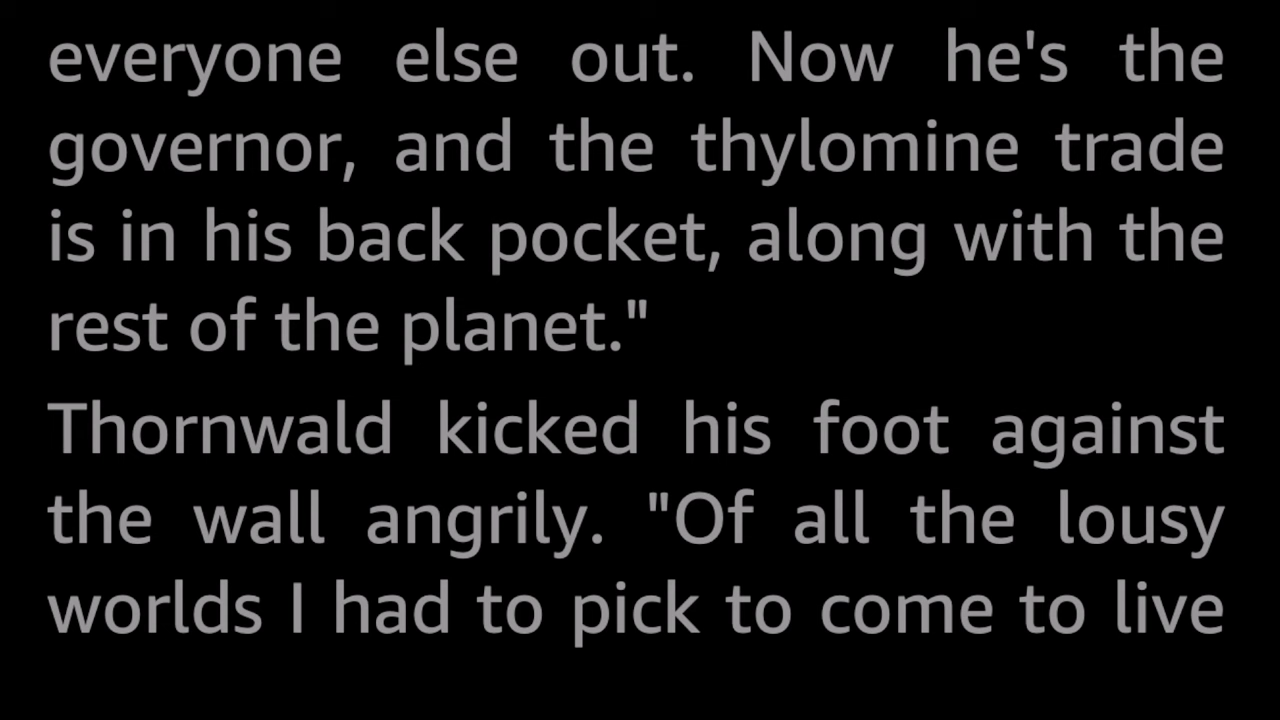 everyone else out. Now he's the
governor, and the thylomine trade
is in his back pocket, along with the
rest of the planet."
Thornwald kicked his foot against
the wall angrily. "Of all the lousy
worlds I had to pick to come to live